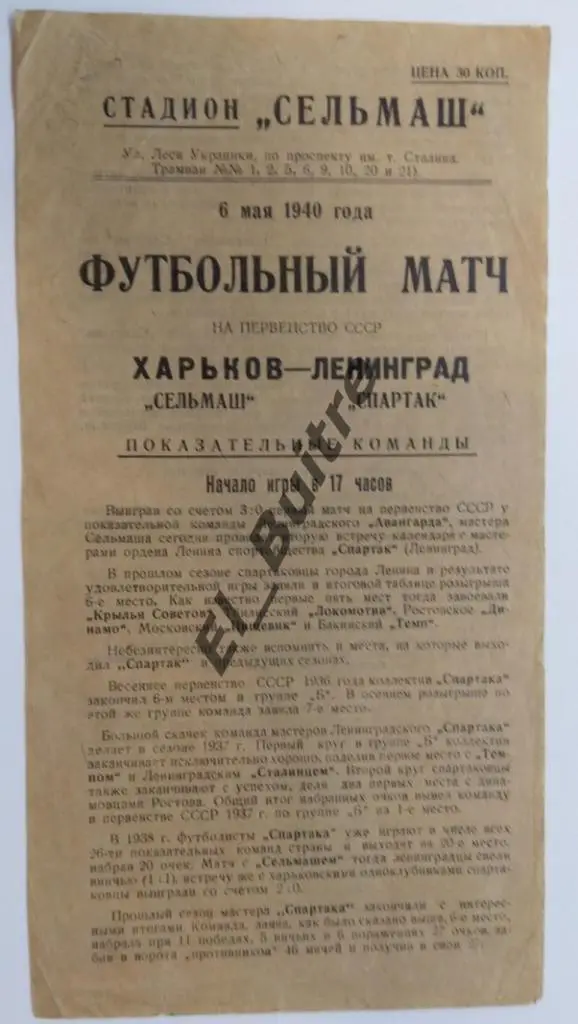 ЦЕНА 30 КОП.
СТАДИОН „СЕЛЬМАШ“
Ул. Леси Украинки, по проспекту им. т. Сталина.
Трамваи №№ 1, 2, 5, 6, 9, 10, 20 и 21).
6 мая 1940 года
ФУТБОЛЬНЫЙ МАТЧ
НА ПЕРВЕНСТВО СССР
ХАРЬКОВ—ЛЕНИНГРАД
„СЕЛЬМАШ“ „СПАРТАК“
ПОКАЗАТЕЛЬНЫЕ КОМАНДЫ
Начало игры в 17 часов
Выиграв со счетом 3:0 матч на первенство СССР у
показательной команды „Авангарда“, мастера
Сельмаша сегодня встречу календаря с мас-
терами ордена Ленина „Спартак“ (Ленинград).
В прошлом сезоне спартаковцы города Ленина в результате
удовлетворительной игры заняли в итоговой таблице розыгрыша
6-е место. Как известно первые пять мест тогда завоевали
„Крылья Советов“, „Локомотив“, Ростовское „Ди-
намо“, Московский и Бакинский „Темп“.
Небезинтересно также вспомнить и места, на которые выхо-
дил „Спартак“ в предыдущих сезонах.
Весеннее первенство СССР 1936 года коллектив „Спартака“
закончил 6-м местом в группе „Б“. В осеннем розыгрыше по
этой же группе команда заняла 7-е место.
Большой скачек команда мастеров Ленинградского „Спартака“
делает в сезоне 1937 г. Первый круг в группе „Б“ коллектив
заканчивает исключительно хорошо, поделив первое место с „Тем-
пом“ и Ленинградским „Сталинцем“. Второй круг спартаковцы
также заканчивают с успехом, деля два первых места с дина-
мовцами Ростова. Общий итог набранных очков вывел команду
в первенстве СССР 1937 г. по группе „Б“ на 1-е место.
В 1938 г. футболисты „Спартака“ уже играют в числе всех
26-ти показательных команд страны и выходят на 20-е место,
набрав 20 очек. Матч с „Сельмашем“ тогда ленинградцы свели
вничью (1:1), встречу же с харьковскими одноклубниками спарта-
ковцы выиграли со счетом 2:0.
Прошлый сезон мастера „Спартака“ закончили с интерес-
ными итогами. Команда, заняв, как было сказано выше, 6-е место,
набрала при 11 победах, 5 ничьих и 6 поражениях 27 очков, за-
бив в ворота „противников“ 46 мячей и получив в свои
El_Buitre